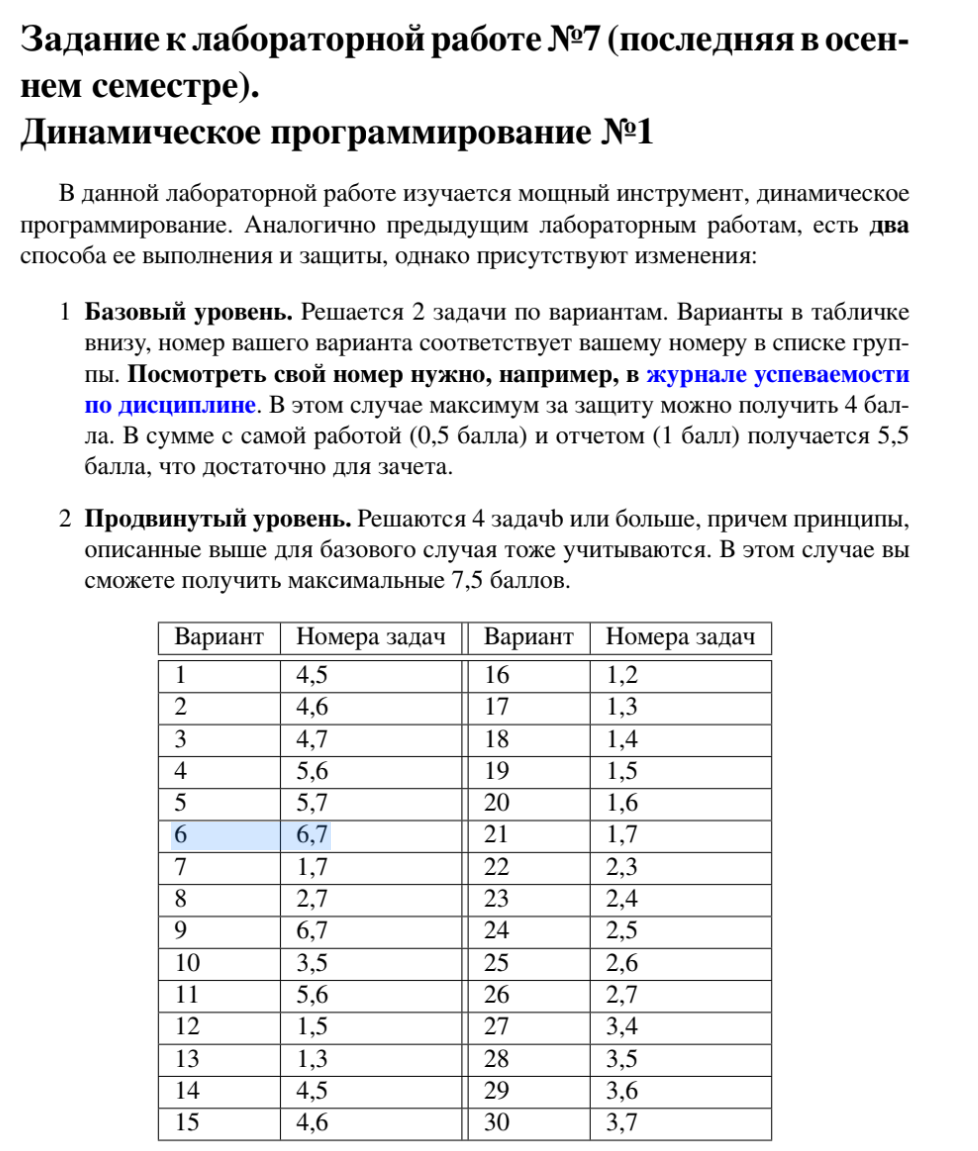 Задание к лабораторной работе №7 (последняя в осен-
нем семестре).
Динамическое программирование №1
В данной лабораторной работе изучается мощный инструмент, динамическое
программирование. Аналогично предыдущим лабораторным работам, есть два
способа ее выполнения и защиты, однако присутствуют изменения:
1 Базовый уровень. Решается 2 задачи по вариантам. Варианты в табличке
внизу, номер вашего варианта соответствует вашему номеру в списке груп-
пы. Посмотреть свой номер нужно, например, в журнале успеваемости
по дисциплине. В этом случае максимум за защиту можно получить 4 бал-
ла. В сумме с самой работой (0,5 балла) и отчетом (1 балл) получается 5,5
балла, что достаточно для зачета.
2 Продвинутый уровень. Решаются 4 задачb или больше, причем принципы,
описанные выше для базового случая тоже учитываются. В этом случае вы
сможете получить максимальные 7,5 баллов.
Вариант Номера задач Вариант Номера задач
1 4,5 16 1,2
2 4,6 17 1,3
3 4,7 18 1,4
4 5,6 19 1,5
5 5,7 20 1,6
6 6,7 21 1,7
7 1,7 22 2,3
8 2,7 23 2,4
9 6,7 24 2,5
10 3,5 25 2,6
11 5,6 26 2,7
12 1,5 27 3,4
13 1,3 28 3,5
14 4,5 29 3,6
15 4,6 30 3,7